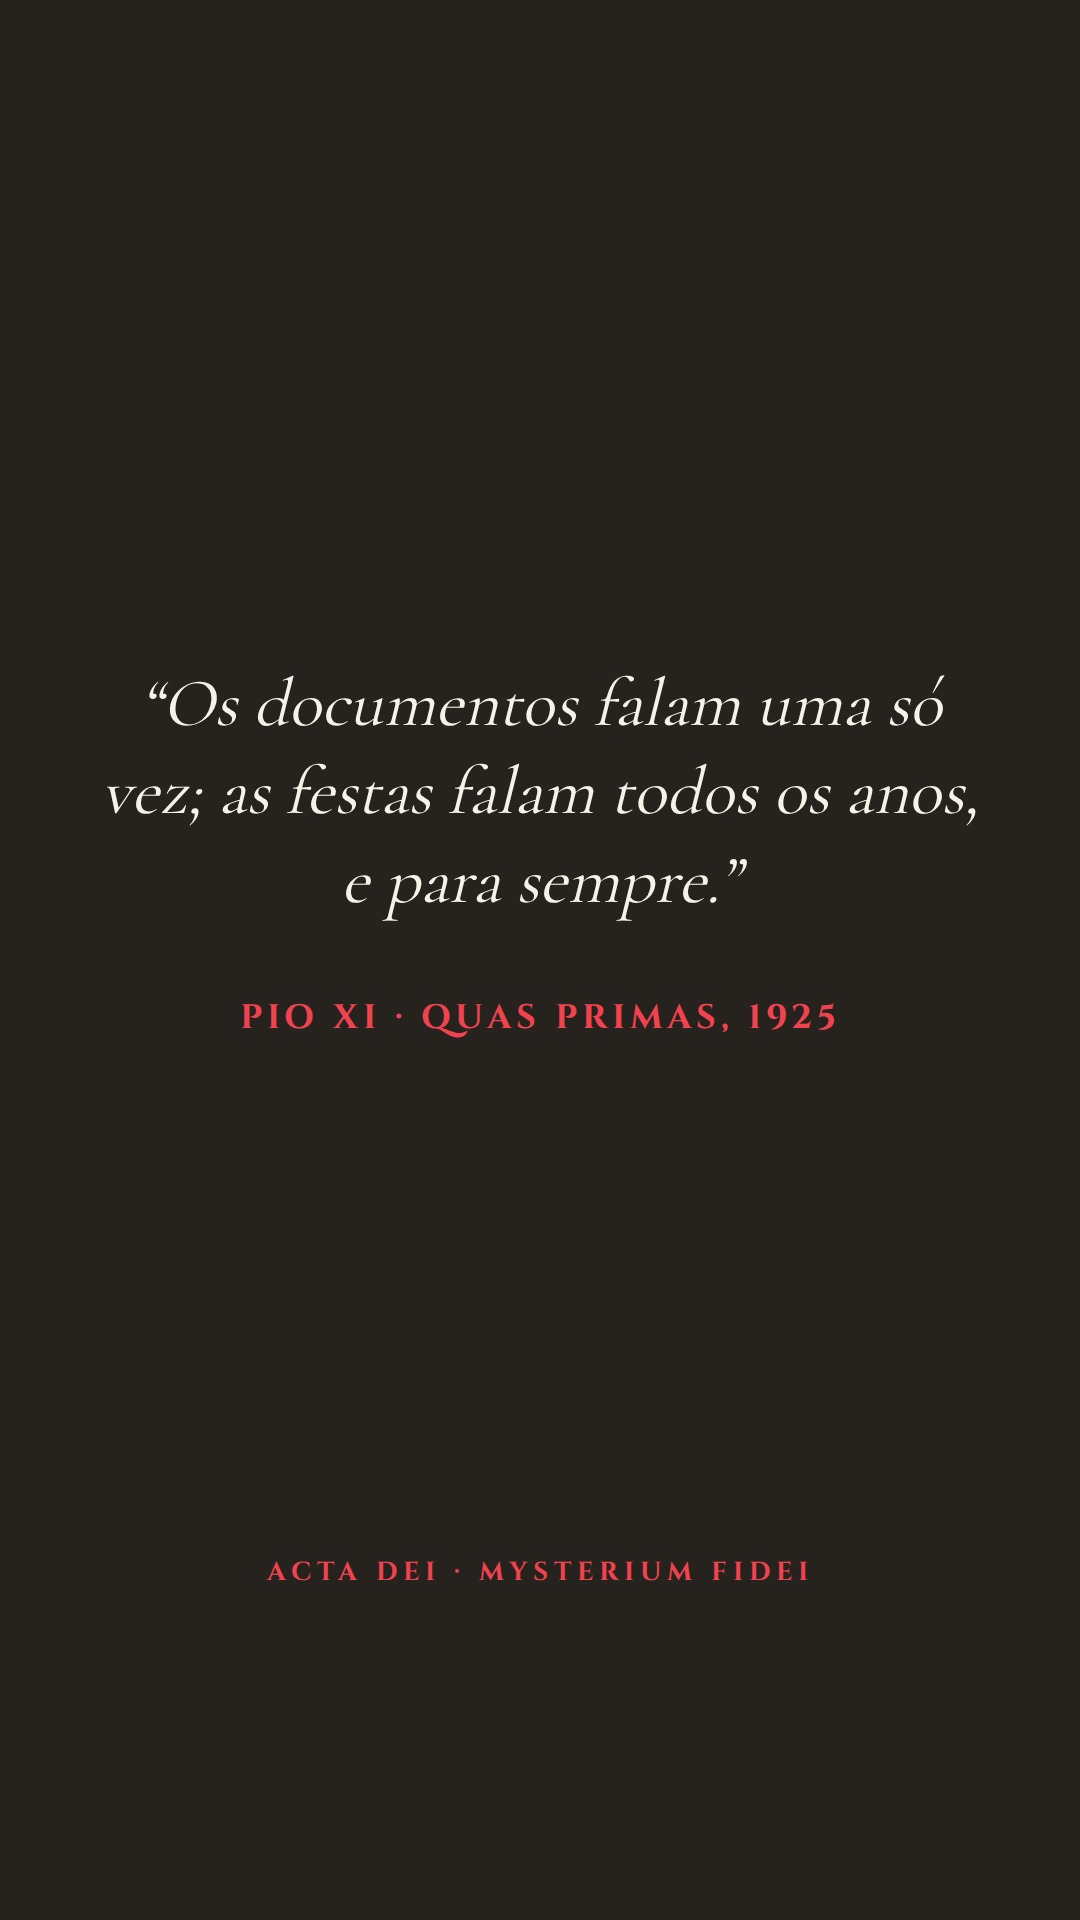 “Os documentos falam uma só
vez; as festas falam todos os anos,
e para sempre.”
PIO XI · QUAS PRIMAS, 1925
ACTA DEI · MYSTERIUM FIDEI